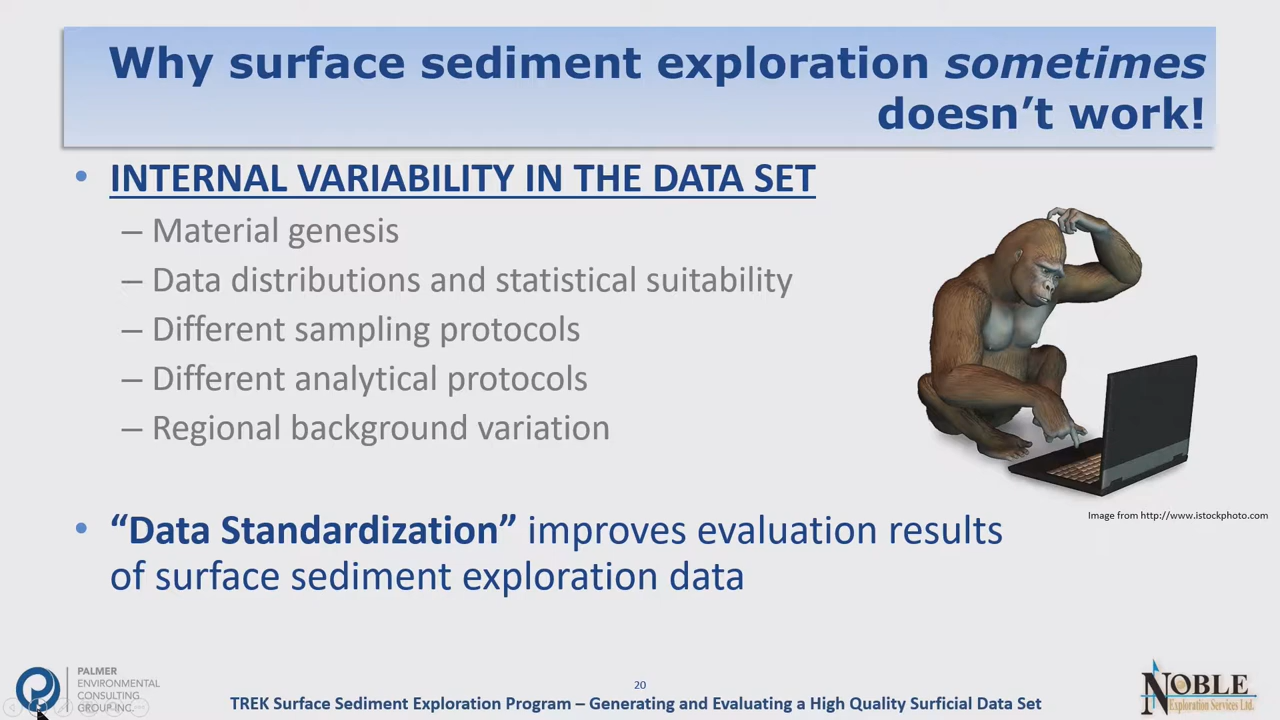 Why surface sediment exploration sometimes
doesn't work!
• INTERNAL VARIABILITY IN THE DATA SET
– Material genesis
– Data distributions and statistical suitability
– Different sampling protocols
– Different analytical protocols
– Regional background variation
Image from http://www.istockphoto.com
• “Data Standardization” improves evaluation results
of surface sediment exploration data
PALMER
ENVIRONMENTAL
CONSULTING
GROUP INC.
20
TREK Surface Sediment Exploration Program – Generating and Evaluating a High Quality Surficial Data Set
NOBLE
Exploration Services Ltd.